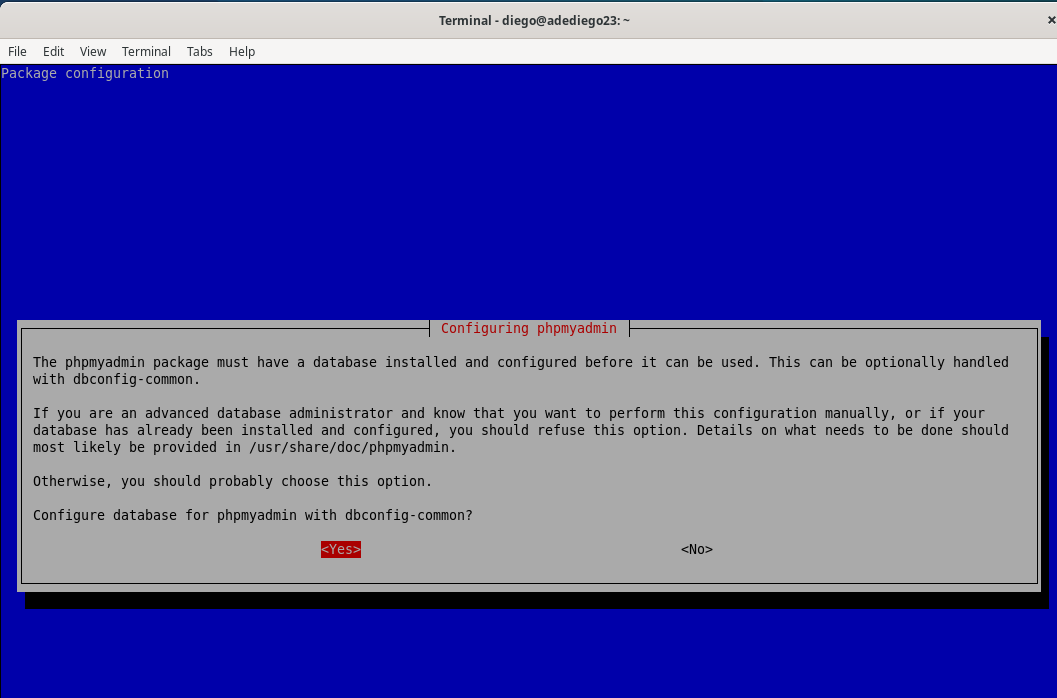 Terminal - diego@adediego23: ~
×
File Edit View Terminal Tabs Help
Package configuration
Configuring phpmyadmin
The phpmyadmin package must have a database installed and configured before it can be used. This can be optionally handled
with dbconfig-common.
If you are an advanced database administrator and know that you want to perform this configuration manually, or if your
database has already been installed and configured, you should refuse this option. Details on what needs to be done should
most likely be provided in /usr/share/doc/phpmyadmin.
Otherwise, you should probably choose this option.
Configure database for phpmyadmin with dbconfig-common?
<Yes> <No>